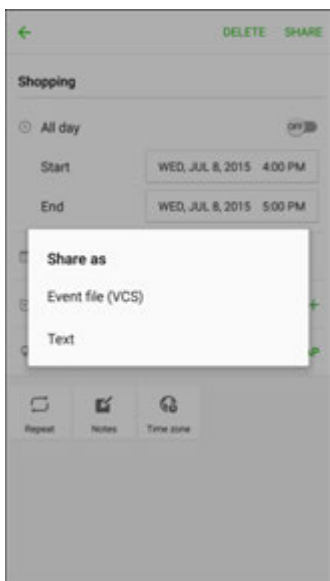 DELETE SHARE
Shopping
All day OFF
Start WED, JUL 8, 2015 4:00 PM
End WED, JUL 8, 2015 5:00 PM
Share as
Event file (VCS)
Text
Repeat Notes Time zone